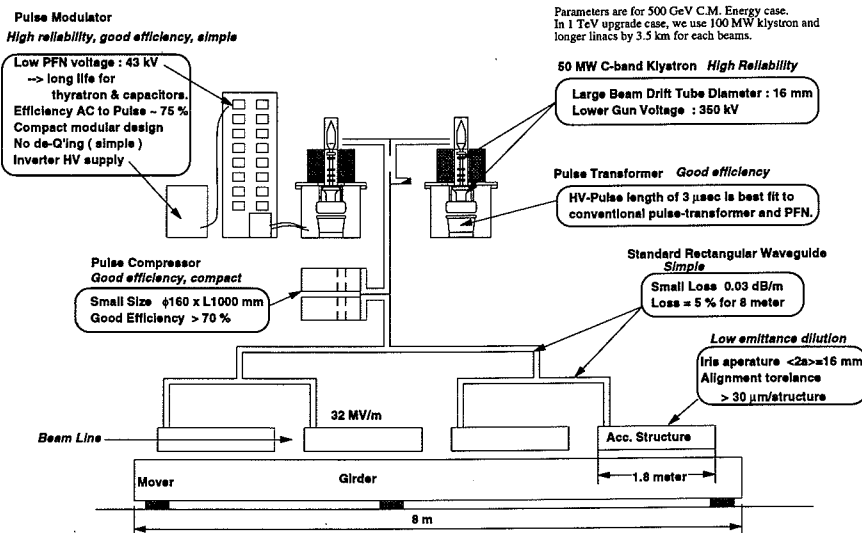 Pulse Modulator
High reliability, good efficiency, simple
Low PFN voltage : 43 kV
--> long life for
thyratron & capacitors.
Efficiency AC to Pulse ~ 75 %
Compact modular design
No de-Q'ing ( simple )
Inverter HV supply
Parameters are for 500 GeV C.M. Energy case.
In 1 TeV upgrade case, we use 100 MW klystron and
longer linacs by 3.5 km for each beams.
50 MW C-band Klystron High Reliability
Large Beam Drift Tube Diameter : 16 mm
Lower Gun Voltage : 350 kV
Pulse Transformer Good efficiency
HV-Pulse length of 3 μsec is best fit to
conventional pulse-transformer and PFN.
Pulse Compressor
Good efficiency, compact
Small Size φ160 x L1000 mm
Good Efficiency > 70 %
Standard Rectangular Waveguide
Simple
Small Loss 0.03 dB/m
Loss = 5 % for 8 meter
Low emittance dilution
Iris aperature <2a>=16 mm
Alignment torelance
> 30 μm/structure
32 MV/m
Beam Line
Acc. Structure
Mover
Girder
1.8 meter
8 m